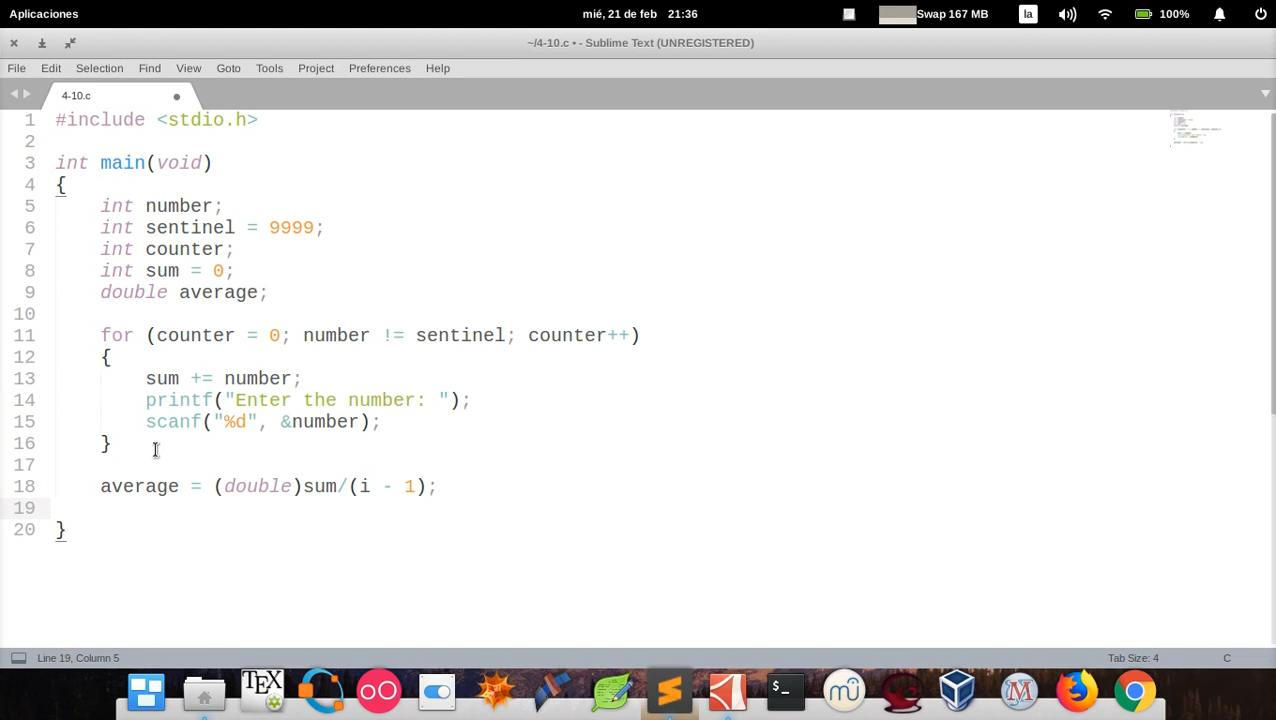 Aplicaciones mié, 21 de feb 21:36 Swap 167 MB la 100%
~/4-10.c • - Sublime Text (UNREGISTERED)
File Edit Selection Find View Goto Tools Project Preferences Help
4-10.c
1 #include <stdio.h>
2
3 int main(void)
4 {
5 int number;
6 int sentinel = 9999;
7 int counter;
8 int sum = 0;
9 double average;
10
11 for (counter = 0; number != sentinel; counter++)
12 {
13 sum += number;
14 printf("Enter the number: ");
15 scanf("%d", &number);
16 }
17
18 average = (double)sum/(i - 1);
19
20 }
Line 19, Column 5 Tab Size: 4 C
TEX >_ mü M